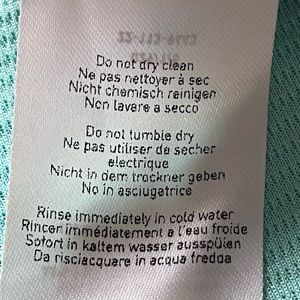 Do not dry clean
Ne pas nettoyer à sec
Nicht chemisch reinigen
Non lavare a secco
Do not tumble dry
Ne pas utiliser de secher
electrique
Nicht in dem trockner geben
No in asciugatrice
Rinse immediately in cold water
Rincer immédiatement a l'eau froide
Sofort in kaltem wasser ausspülen
Da risciacquare in acqua fredda